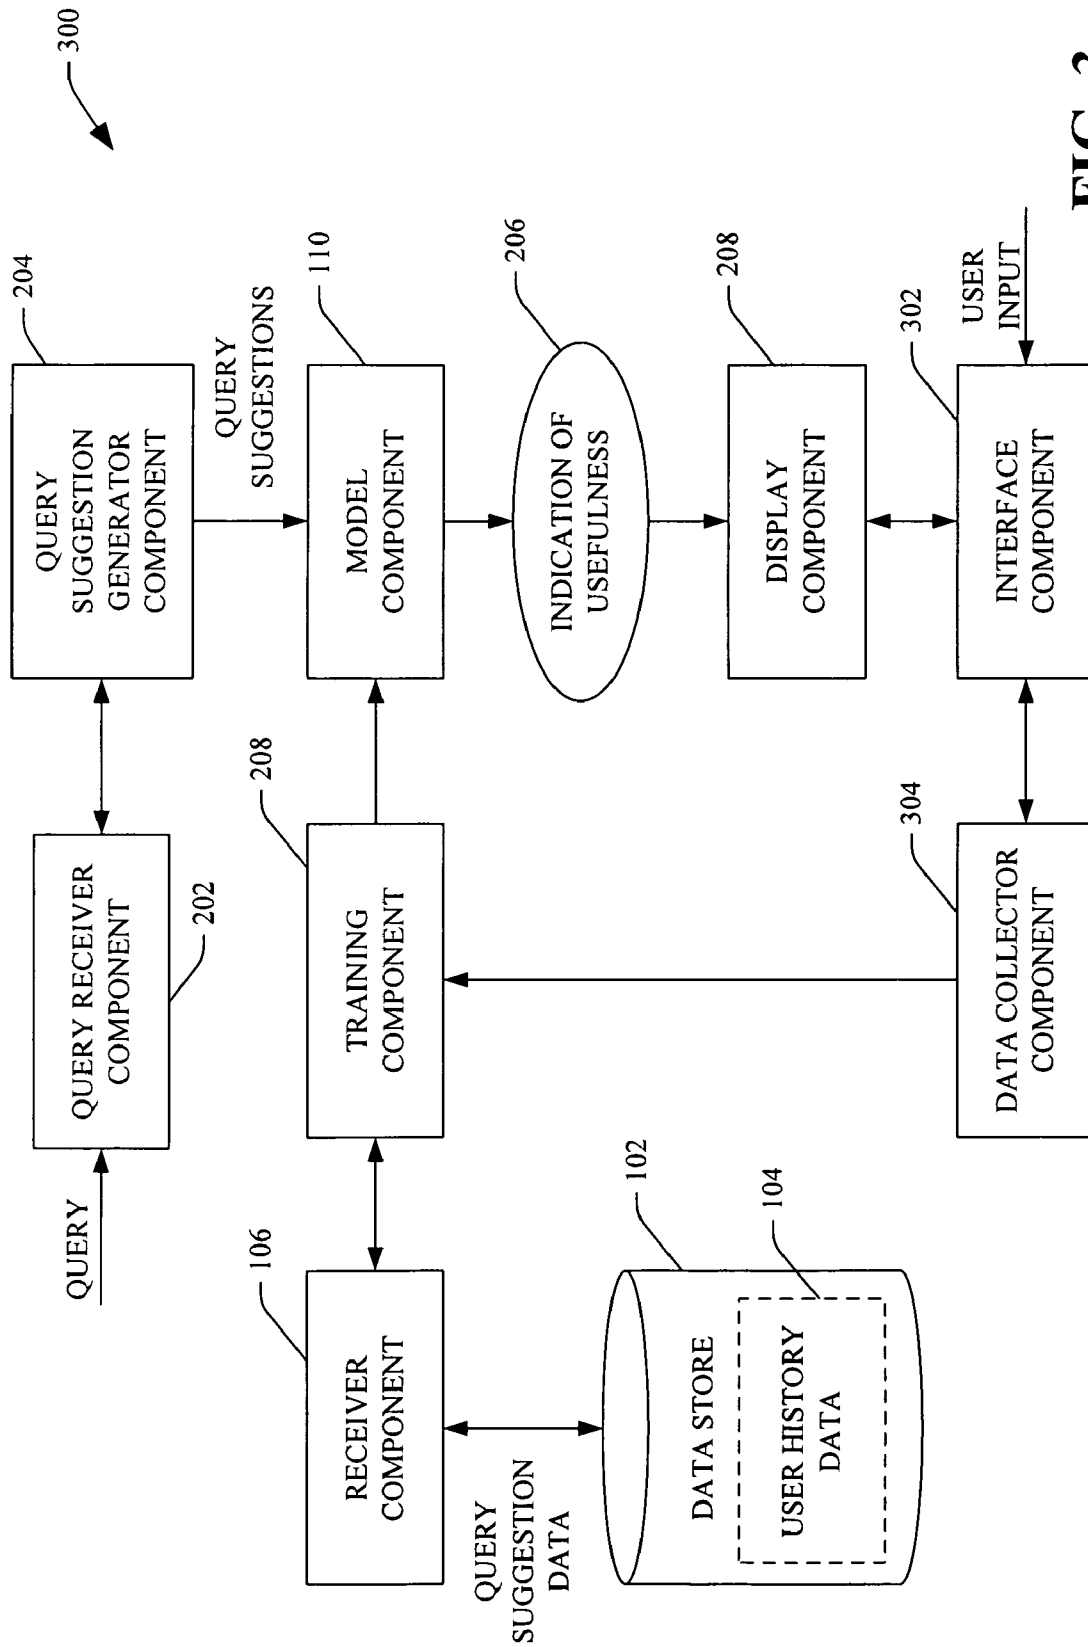 300
204
QUERY
SUGGESTION
GENERATOR
COMPONENT
QUERY RECEIVER
COMPONENT
202
QUERY
QUERY
SUGGESTIONS
106
RECEIVER
COMPONENT
208
TRAINING
COMPONENT
110
MODEL
COMPONENT
QUERY
SUGGESTION
DATA
206
INDICATION OF
USEFULNESS
102
DATA STORE
104
USER HISTORY
DATA
208
DISPLAY
COMPONENT
304
DATA COLLECTOR
COMPONENT
302
INTERFACE
COMPONENT
USER
INPUT
FIG.